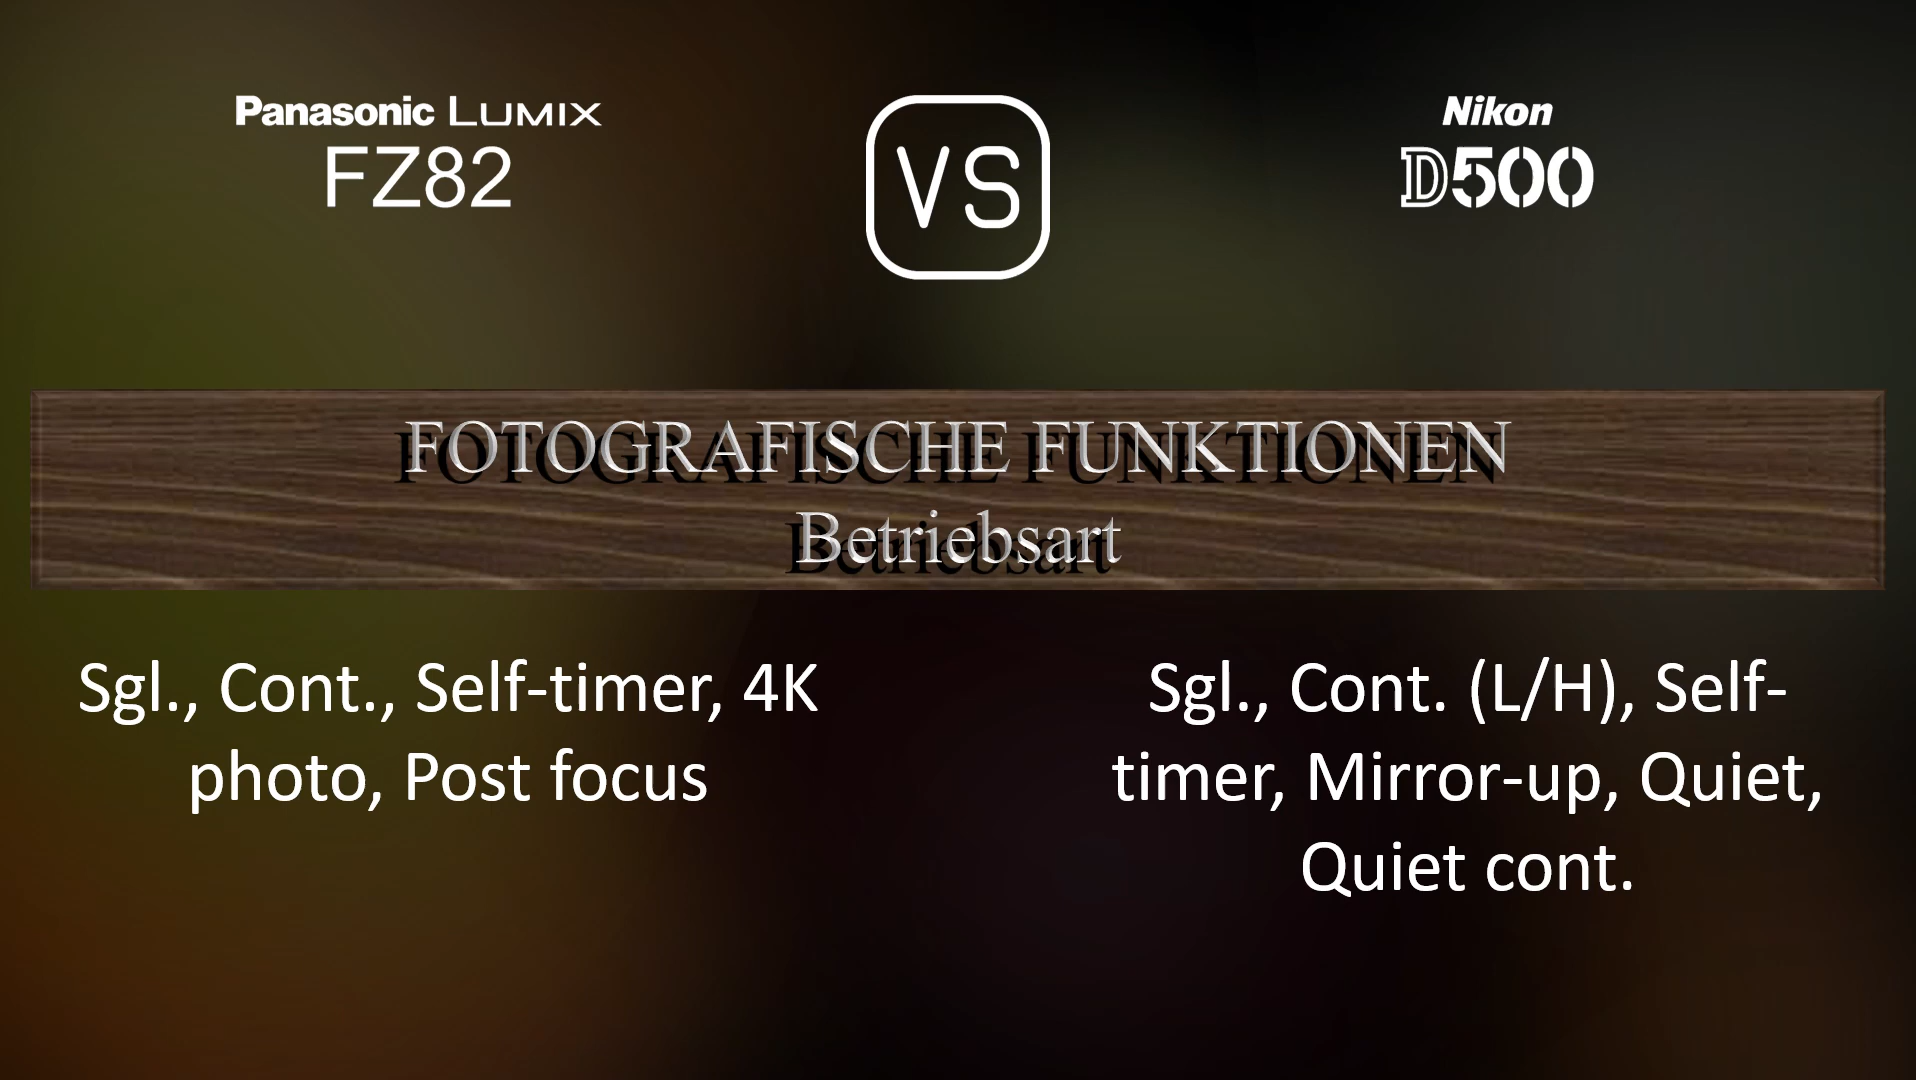 Panasonic LUMIX
FZ82
VS
Nikon
D500
FOTOGRAFISCHE FUNKTIONEN
Betriebsart
Sgl., Cont., Self-timer, 4K
photo, Post focus
Sgl., Cont. (L/H), Self-
timer, Mirror-up, Quiet,
Quiet cont.